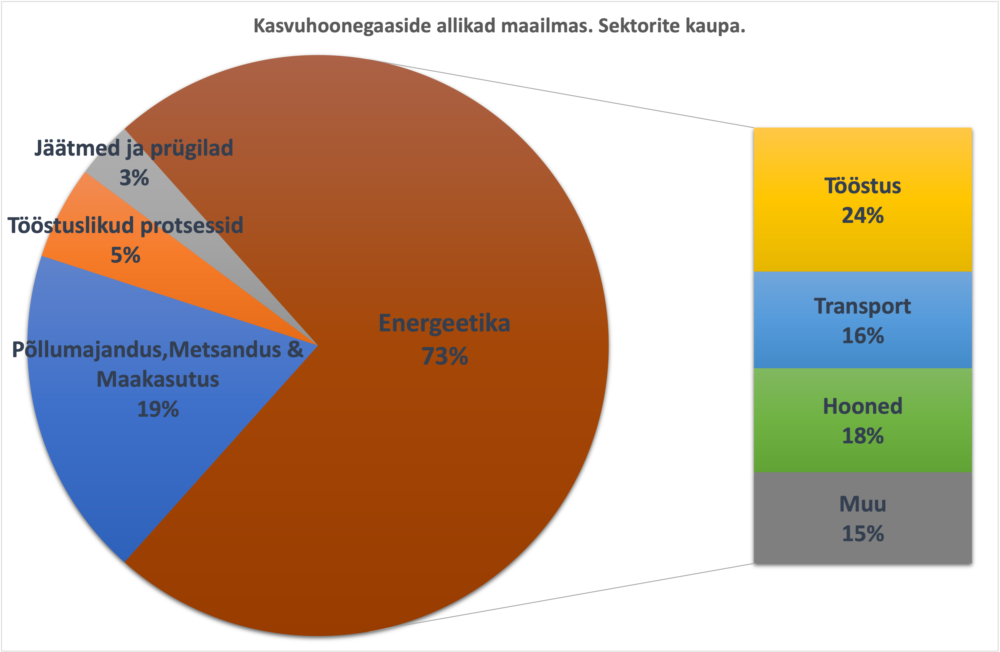 Kasvuhoonegaaside allikad maailmas. Sektorite kaupa.
Jäätmed ja prügilad
3%
Tööstuslikud protsessid
5%
Põllumajandus,Metsandus &
Maakasutus
19%
Energeetika
73%
Tööstus
24%
Transport
16%
Hooned
18%
Muu
15%